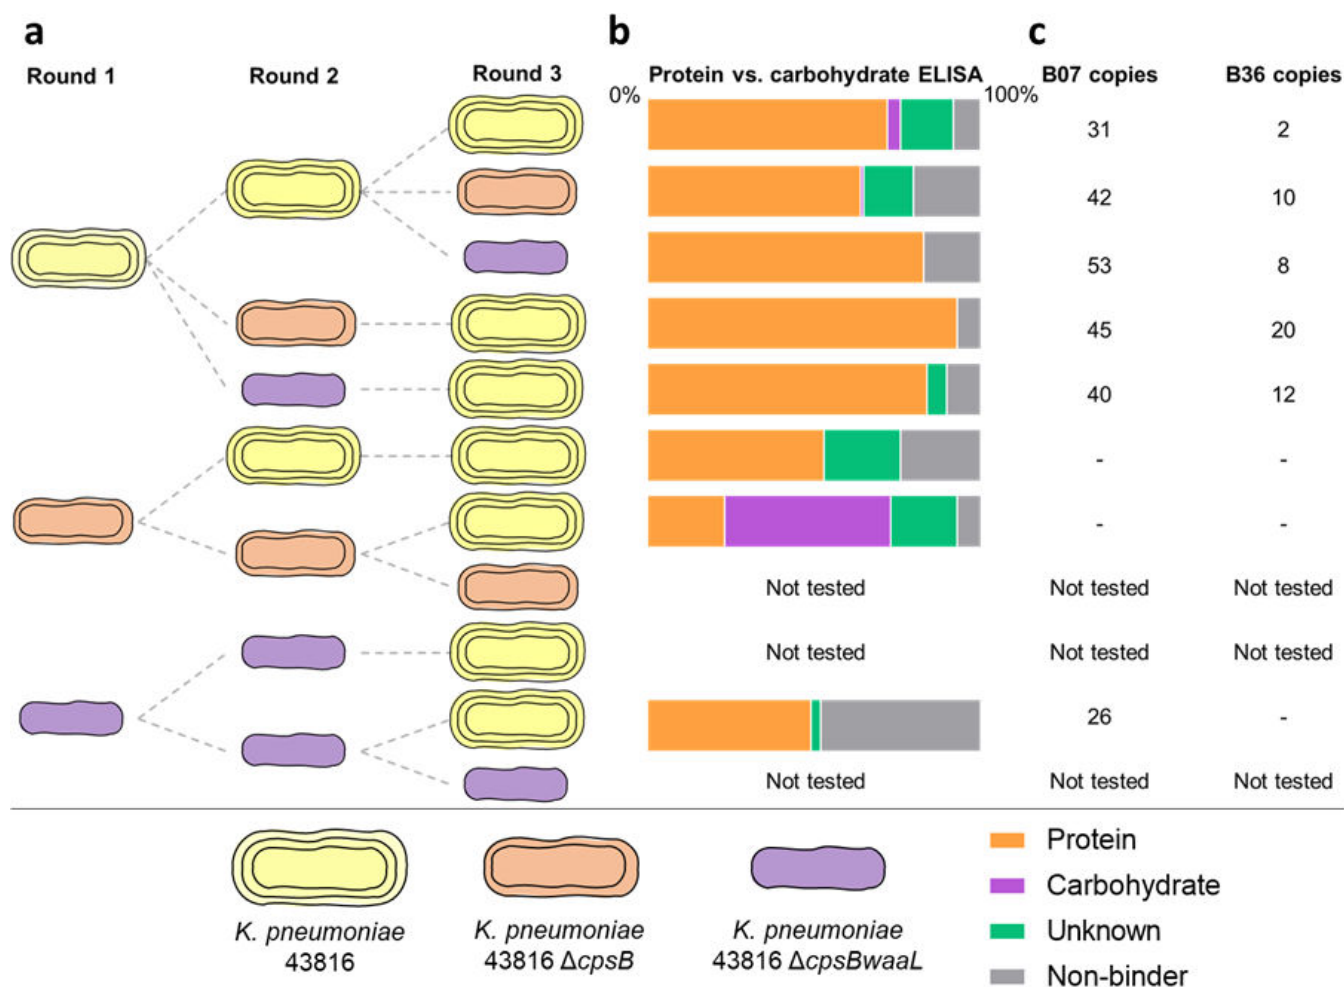 a
b
c
Round 1
Round 2
Round 3
Protein vs. carbohydrate ELISA
B07 copies
B36 copies
0%
100%
31
2
42
10
53
8
45
20
40
12
-
-
-
-
Not tested
Not tested
Not tested
Not tested
Not tested
Not tested
26
-
Not tested
Not tested
Not tested
K. pneumoniae
43816
K. pneumoniae
43816 ΔcpsB
K. pneumoniae
43816 ΔcpsBwaaL
Protein
Carbohydrate
Unknown
Non-binder